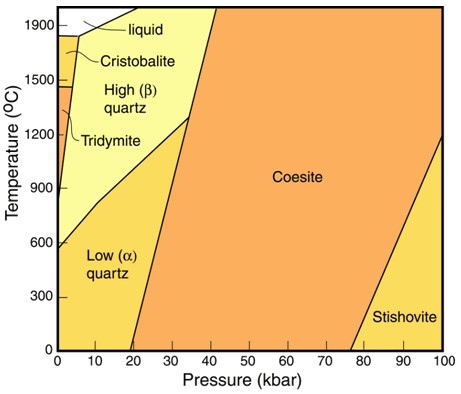 1900
liquid
Cristobalite
1500
High (β)
quartz
1200
Tridymite
Temperature (ºC)
900
Coesite
600
Low (α)
quartz
300
Stishovite
0
0 10 20 30 40 50 60 70 80 90 100
Pressure (kbar)